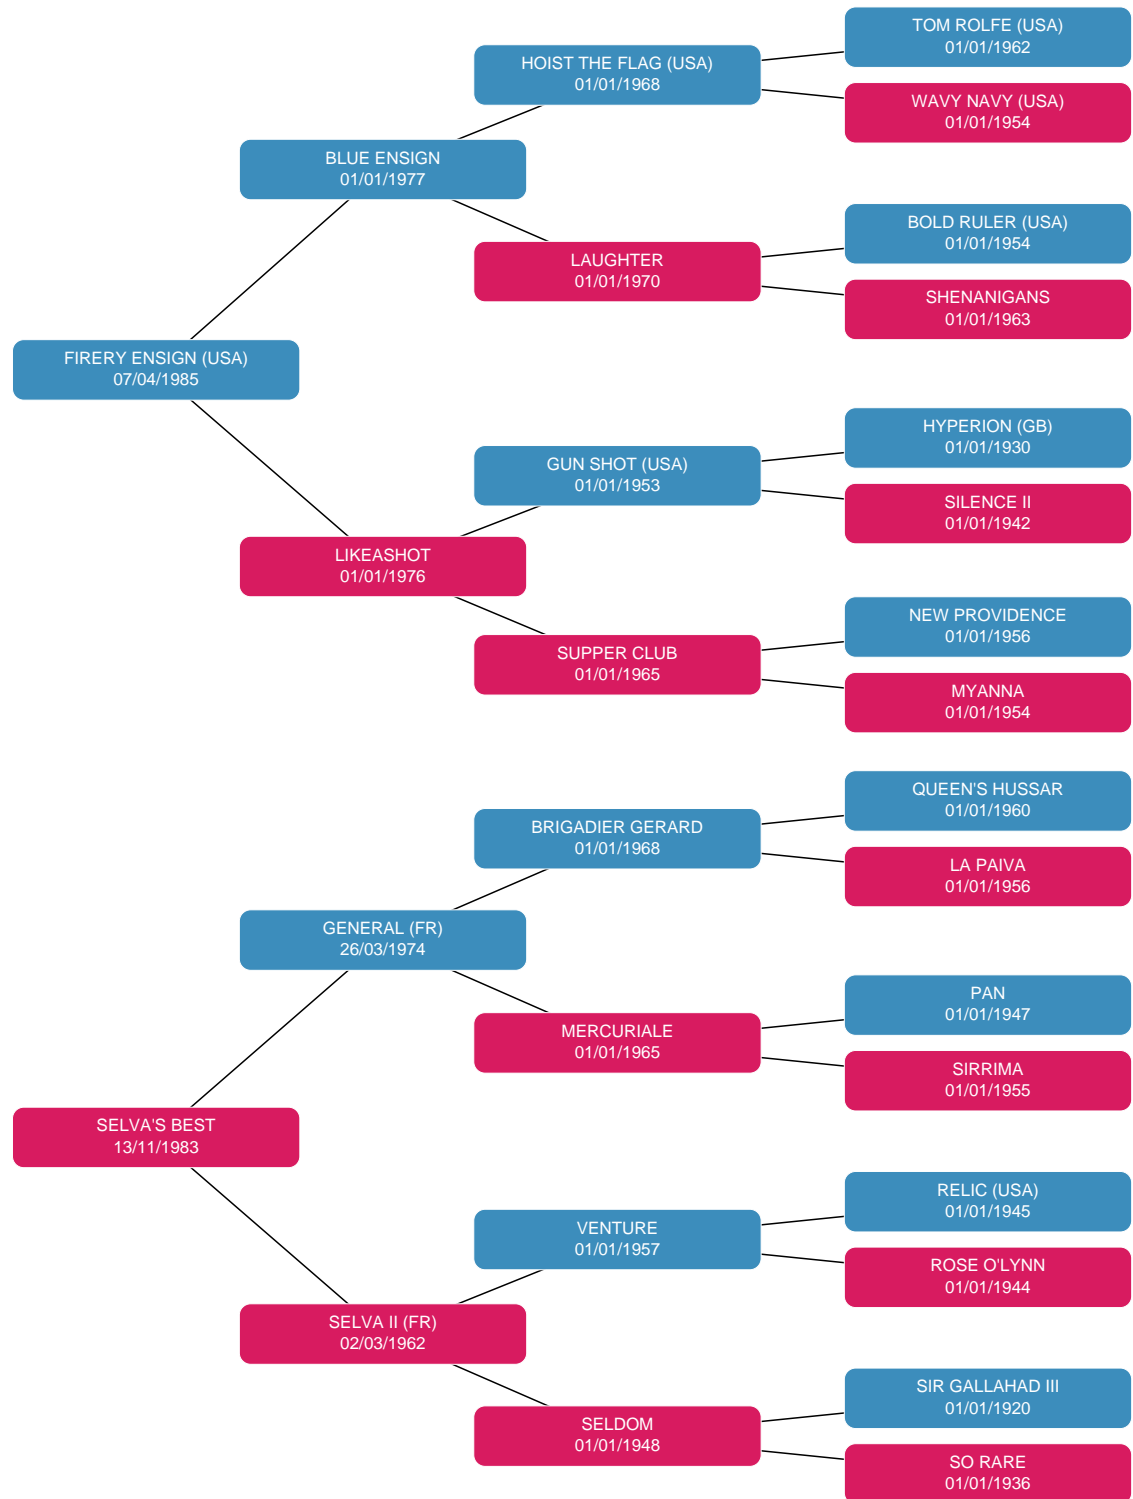 TOM ROLFE (USA)
01/01/1962
HOIST THE FLAG (USA)
01/01/1968
WAVY NAVY (USA)
01/01/1954
BLUE ENSIGN
01/01/1977
BOLD RULER (USA)
01/01/1954
LAUGHTER
01/01/1970
SHENANIGANS
01/01/1963
FIRERY ENSIGN (USA)
07/04/1985
HYPERION (GB)
01/01/1930
GUN SHOT (USA)
01/01/1953
SILENCE II
01/01/1942
LIKEASHOT
01/01/1976
NEW PROVIDENCE
01/01/1956
SUPPER CLUB
01/01/1965
MYANNA
01/01/1954
QUEEN'S HUSSAR
01/01/1960
BRIGADIER GERARD
01/01/1968
LA PAIVA
01/01/1956
GENERAL (FR)
26/03/1974
PAN
01/01/1947
MERCURIALE
01/01/1965
SIRRIMA
01/01/1955
SELVA'S BEST
13/11/1983
RELIC (USA)
01/01/1945
VENTURE
01/01/1957
ROSE O'LYNN
01/01/1944
SELVA II (FR)
02/03/1962
SIR GALLAHAD III
01/01/1920
SELDOM
01/01/1948
SO RARE
01/01/1936